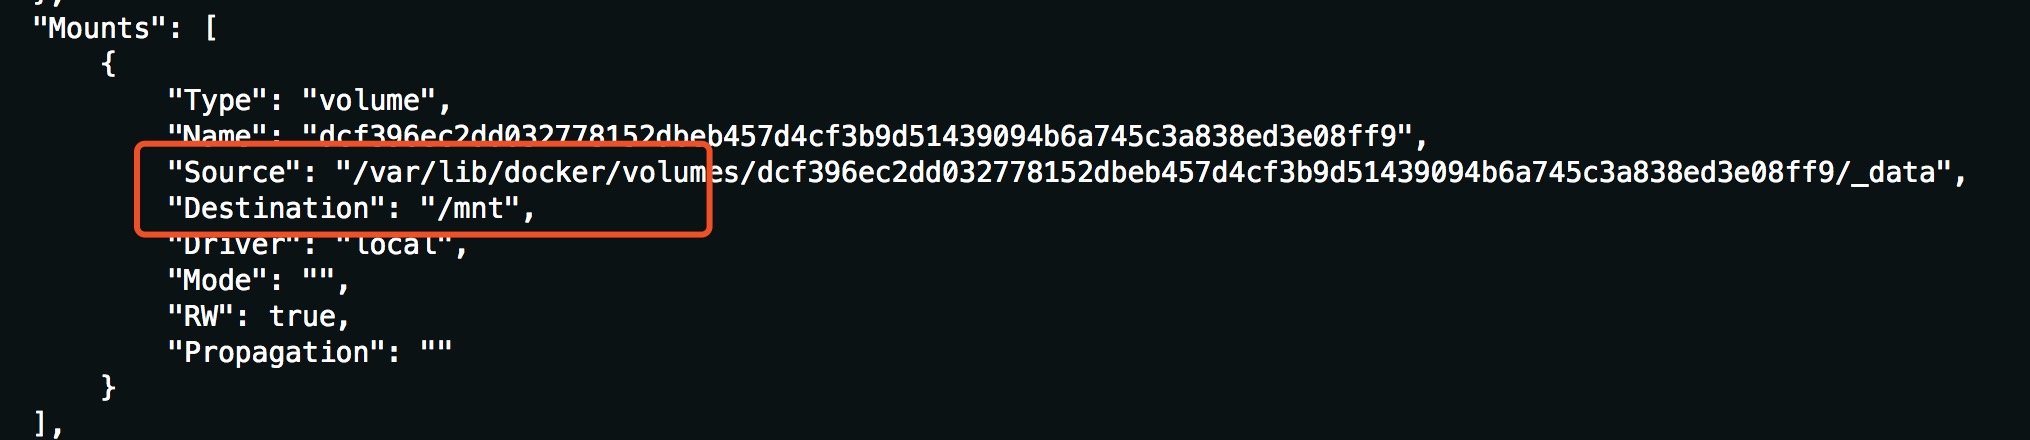 },
"Mounts": [
{
"Type": "volume",
"Name": "dcf396ec2dd032778152dbeb457d4cf3b9d51439094b6a745c3a838ed3e08ff9",
"Source": "/var/lib/docker/volumes/dcf396ec2dd032778152dbeb457d4cf3b9d51439094b6a745c3a838ed3e08ff9/_data",
"Destination": "/mnt",
"Driver": "local",
"Mode": "",
"RW": true,
"Propagation": ""
}
],